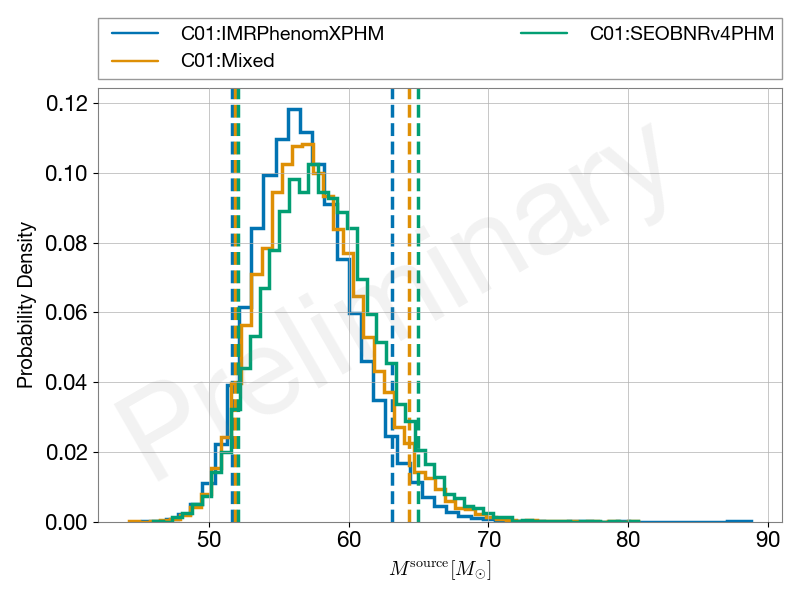 C01:IMRPhenomXPHM
C01:Mixed
C01:SEOBNRv4PHM
0.12
0.10
0.08
0.06
0.04
0.02
0.00
Probability Density
Preliminary
50 60 70 80 90
M^source [M_⊙]